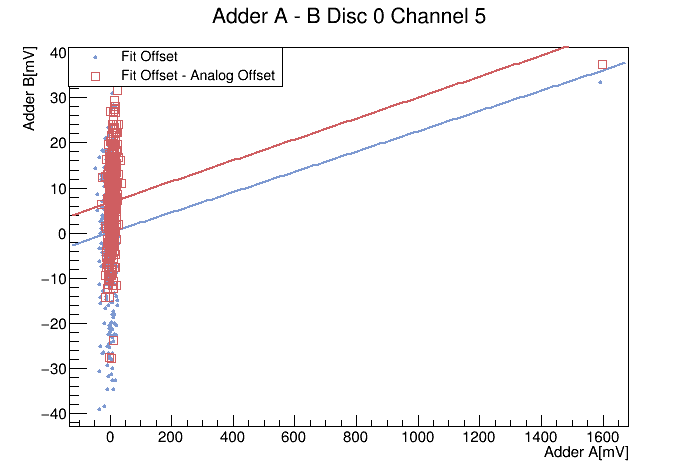 Adder A - B Disc 0 Channel 5
Adder B[mV]
Fit Offset
Fit Offset - Analog Offset
40
30
20
10
0
−10
−20
−30
−40
0 200 400 600 800 1000 1200 1400 1600
Adder A[mV]